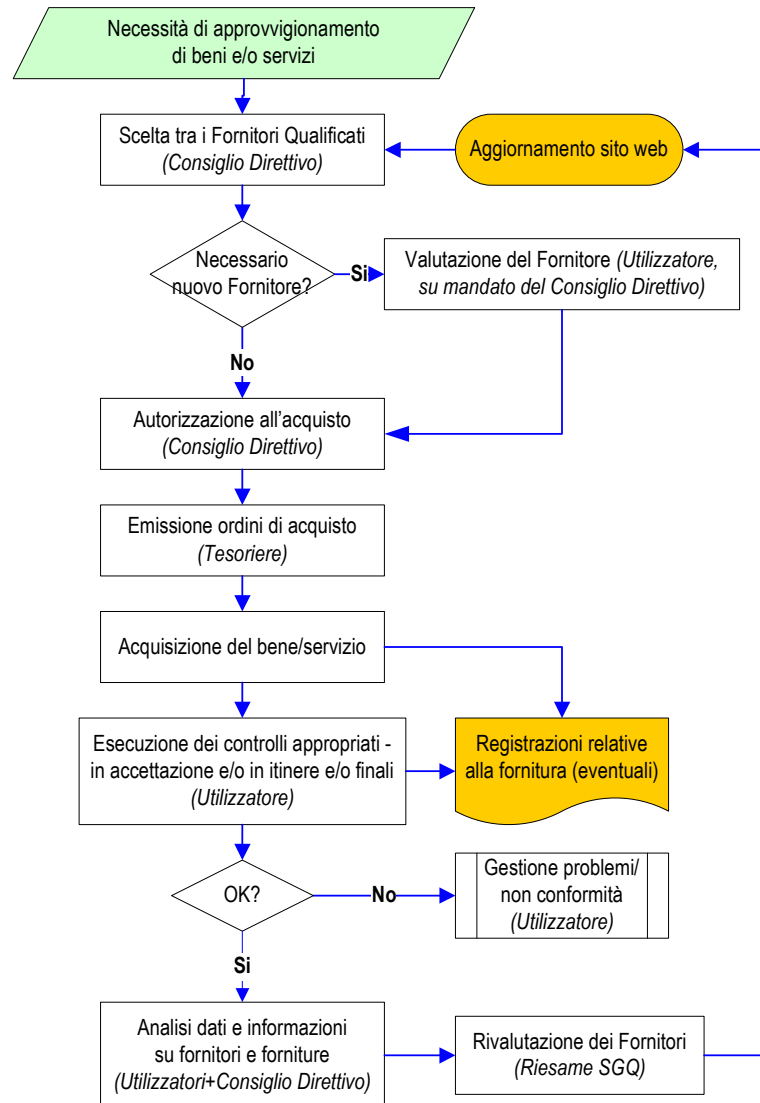 Necessità di approvvigionamento
di beni e/o servizi
Scelta tra i Fornitori Qualificati
(Consiglio Direttivo)
Aggiornamento sito web
Necessario
nuovo Fornitore?
Si
Valutazione del Fornitore (Utilizzatore,
su mandato del Consiglio Direttivo)
No
Autorizzazione all'acquisto
(Consiglio Direttivo)
Emissione ordini di acquisto
(Tesoriere)
Acquisizione del bene/servizio
Esecuzione dei controlli appropriati -
in accettazione e/o in itinere e/o finali
(Utilizzatore)
Registrazioni relative
alla fornitura (eventuali)
OK?
No
Gestione problemi/
non conformità
(Utilizzatore)
Si
Analisi dati e informazioni
su fornitori e forniture
(Utilizzatori+Consiglio Direttivo)
Rivalutazione dei Fornitori
(Riesame SGQ)